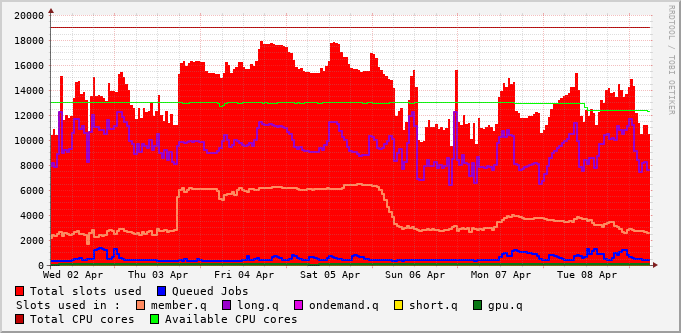 20000
18000
16000
14000
12000
10000
8000
6000
4000
2000
0
Wed 02 Apr Thu 03 Apr Fri 04 Apr Sat 05 Apr Sun 06 Apr Mon 07 Apr Tue 08 Apr
Total slots used Queued Jobs
Slots used in : member.q long.q ondemand.q short.q gpu.q
Total CPU cores Available CPU cores
RRDTOOL / TOBI OETIKER